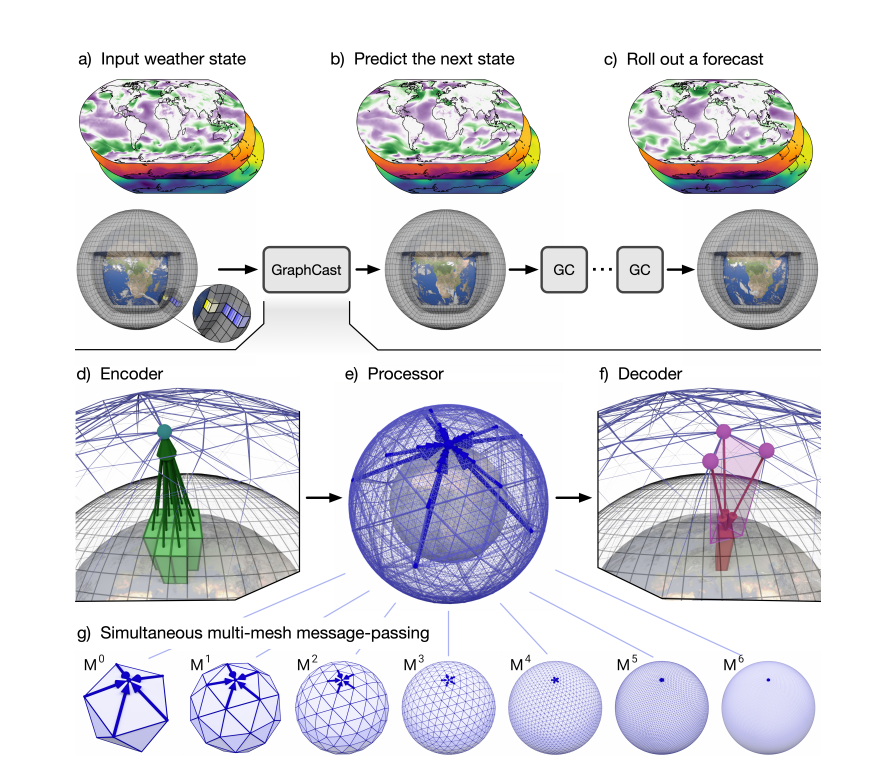 a) Input weather state
b) Predict the next state
c) Roll out a forecast
GraphCast
GC
...
GC
d) Encoder
e) Processor
f) Decoder
g) Simultaneous multi-mesh message-passing
M⁰
M¹
M²
M³
M⁴
M⁵
M⁶